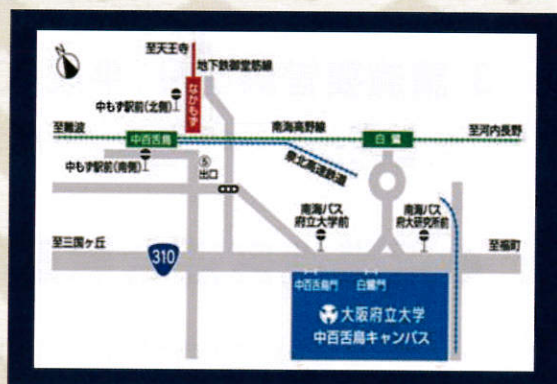 至天王寺
地下鉄御堂筋線
なかもず
中もず駅前(北側)
至難波
中百舌鳥
南海高野線
白鷺
至河内長野
中もず駅前(南側)
⑤
出口
泉北高速鉄道
南海バス
府立大学前
南海バス
府大研究所前
至三国ヶ丘
310
至福町
中百舌鳥門
白鷺門
大阪府立大学
中百舌鳥キャンパス